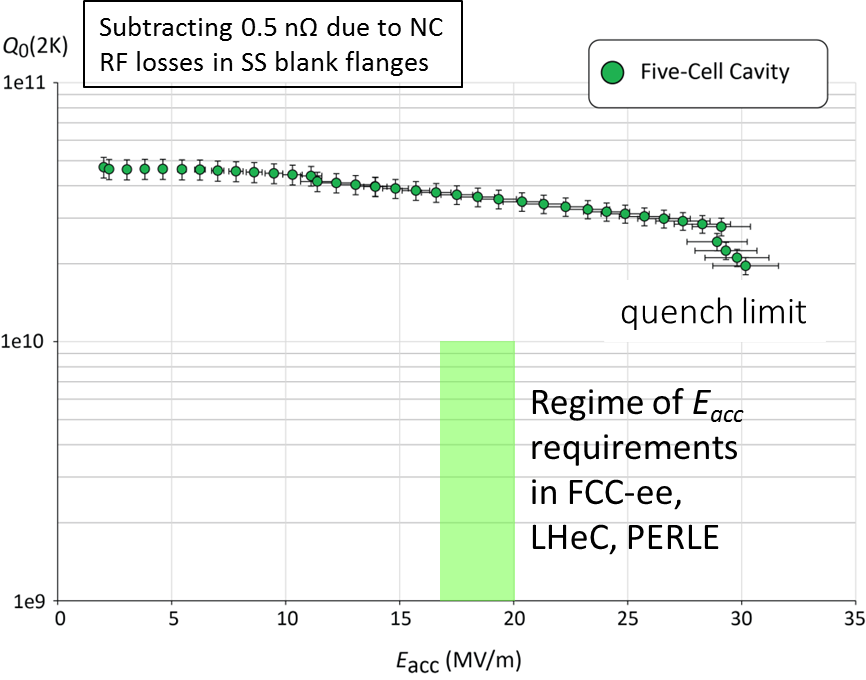 Subtracting 0.5 nΩ due to NC
RF losses in SS blank flanges
Q0(2K)
Five-Cell Cavity
1e11
1e10
1e9
quench limit
Regime of Eacc
requirements
in FCC-ee,
LHeC, PERLE
0 5 10 15 20 25 30 35
Eacc (MV/m)